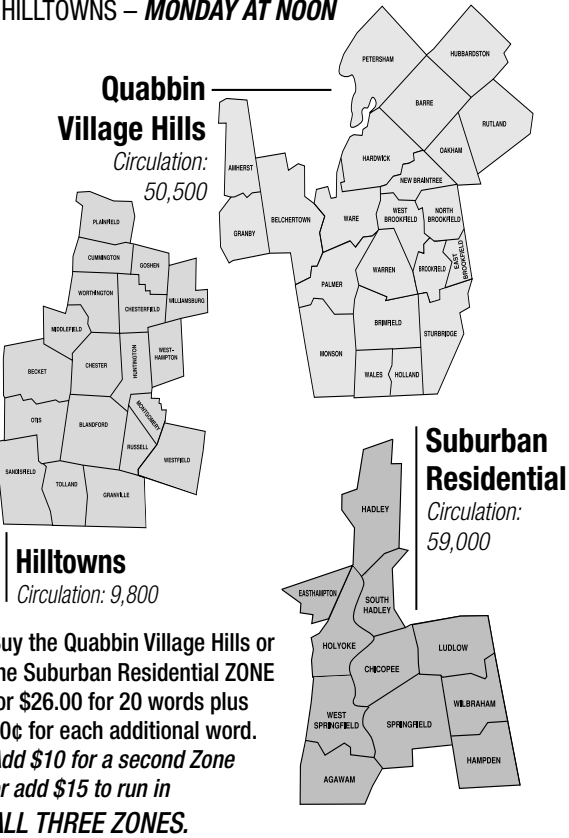 HILLTOWNS – MONDAY AT NOON
Quabbin
Village Hills
Circulation:
50,500
PETERSHAM
HUBBARDSTON
BARRE
RUTLAND
OAKHAM
HARDWICK
NEW BRAINTREE
AMHERST
BELCHERTOWN
GRANBY
WARE
WEST
BROOKFIELD
NORTH
BROOKFIELD
EAST
BROOKFIELD
BROOKFIELD
WARREN
PALMER
BRIMFIELD
STURBRIDGE
MONSON
WALES
HOLLAND
PLAINFIELD
CUMMINGTON
GOSHEN
WORTHINGTON
WILLIAMSBURG
CHESTERFIELD
MIDDLEFIELD
WEST-
HAMPTON
HUNTINGTON
CHESTER
BECKET
MONTGOMERY
OTIS
BLANDFORD
RUSSELL
WESTFIELD
SANDISFIELD
TOLLAND
GRANVILLE
Hilltowns
Circulation: 9,800
Suburban
Residential
Circulation:
59,000
HADLEY
EASTHAMPTON
SOUTH
HADLEY
HOLYOKE
LUDLOW
CHICOPEE
WEST
SPRINGFIELD
SPRINGFIELD
WILBRAHAM
HAMPDEN
AGAWAM
uy the Quabbin Village Hills or
he Suburban Residential ZONE
or $26.00 for 20 words plus
0¢ for each additional word.
dd $10 for a second Zone
r add $15 to run in
ALL THREE ZONES.